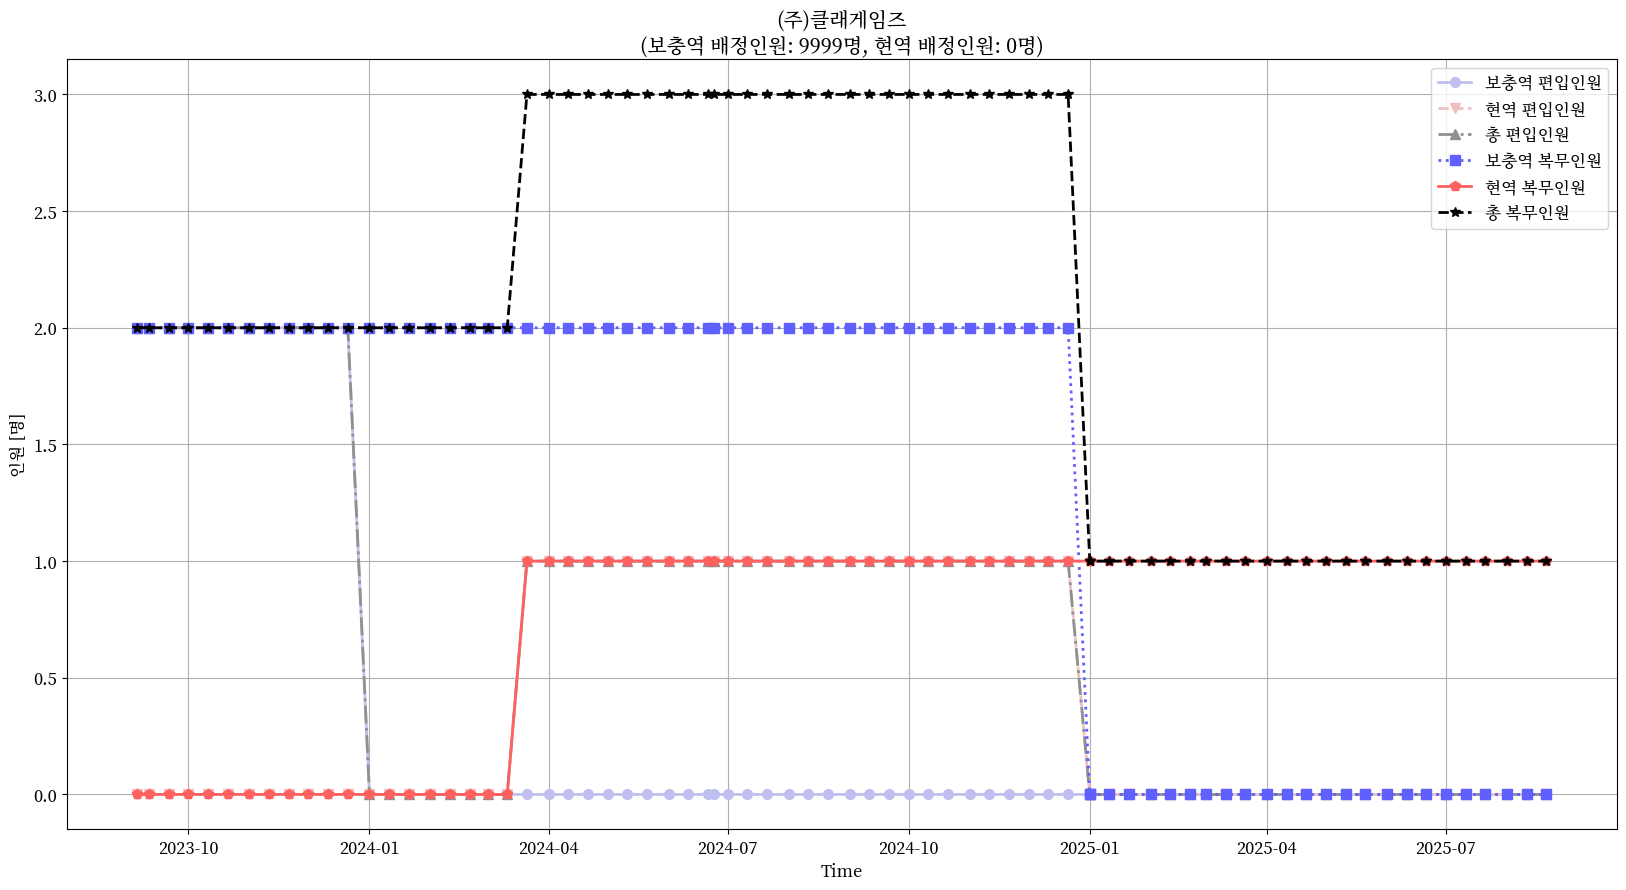 (주)클래게임즈
(보충역 배정인원: 9999명, 현역 배정인원: 0명)
보충역 편입인원
현역 편입인원
총 편입인원
보충역 복무인원
현역 복무인원
총 복무인원
인원 [명]
3.0
2.5
2.0
1.5
1.0
0.5
0.0
2023-10 2024-01 2024-04 2024-07 2024-10 2025-01 2025-04 2025-07
Time